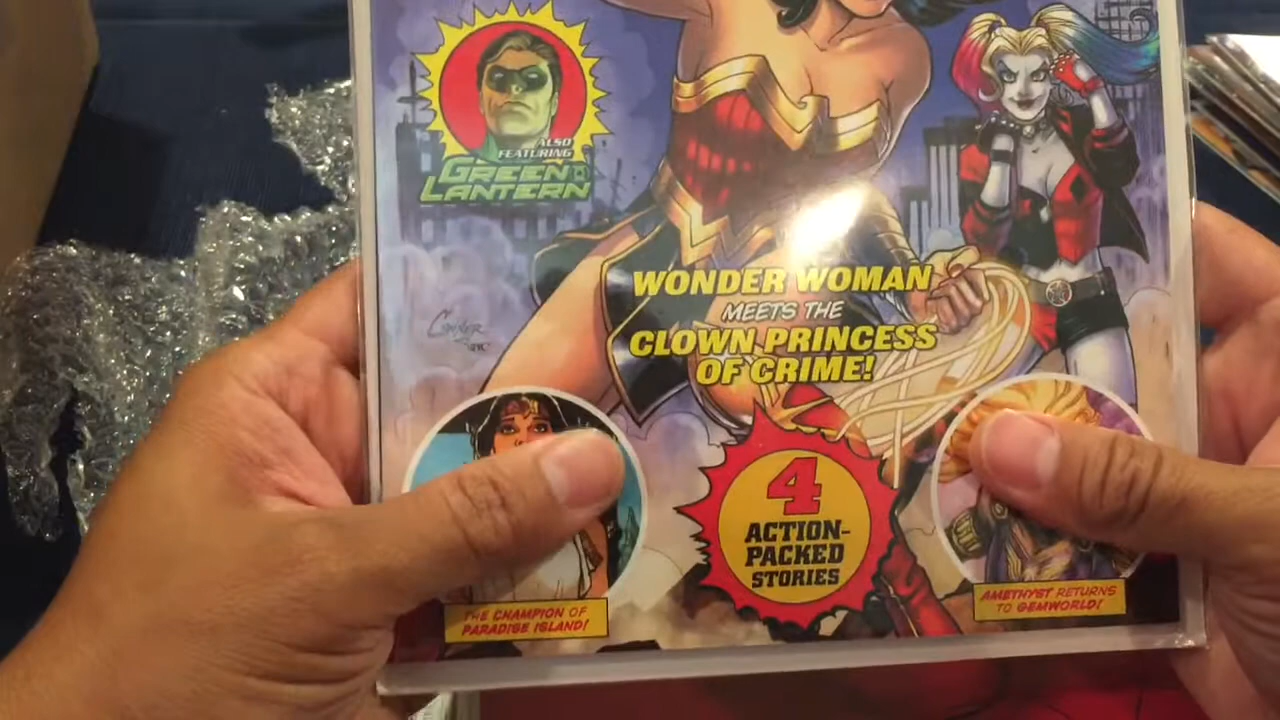 ALSO
FEATURING
GREEN
LANTERN
WONDER WOMAN
MEETS THE
CLOWN PRINCESS
OF CRIME!
4
ACTION-
PACKED
STORIES
THE CHAMPION OF
PARADISE ISLAND!
AMETHYST RETURNS
TO GEMWORLD!